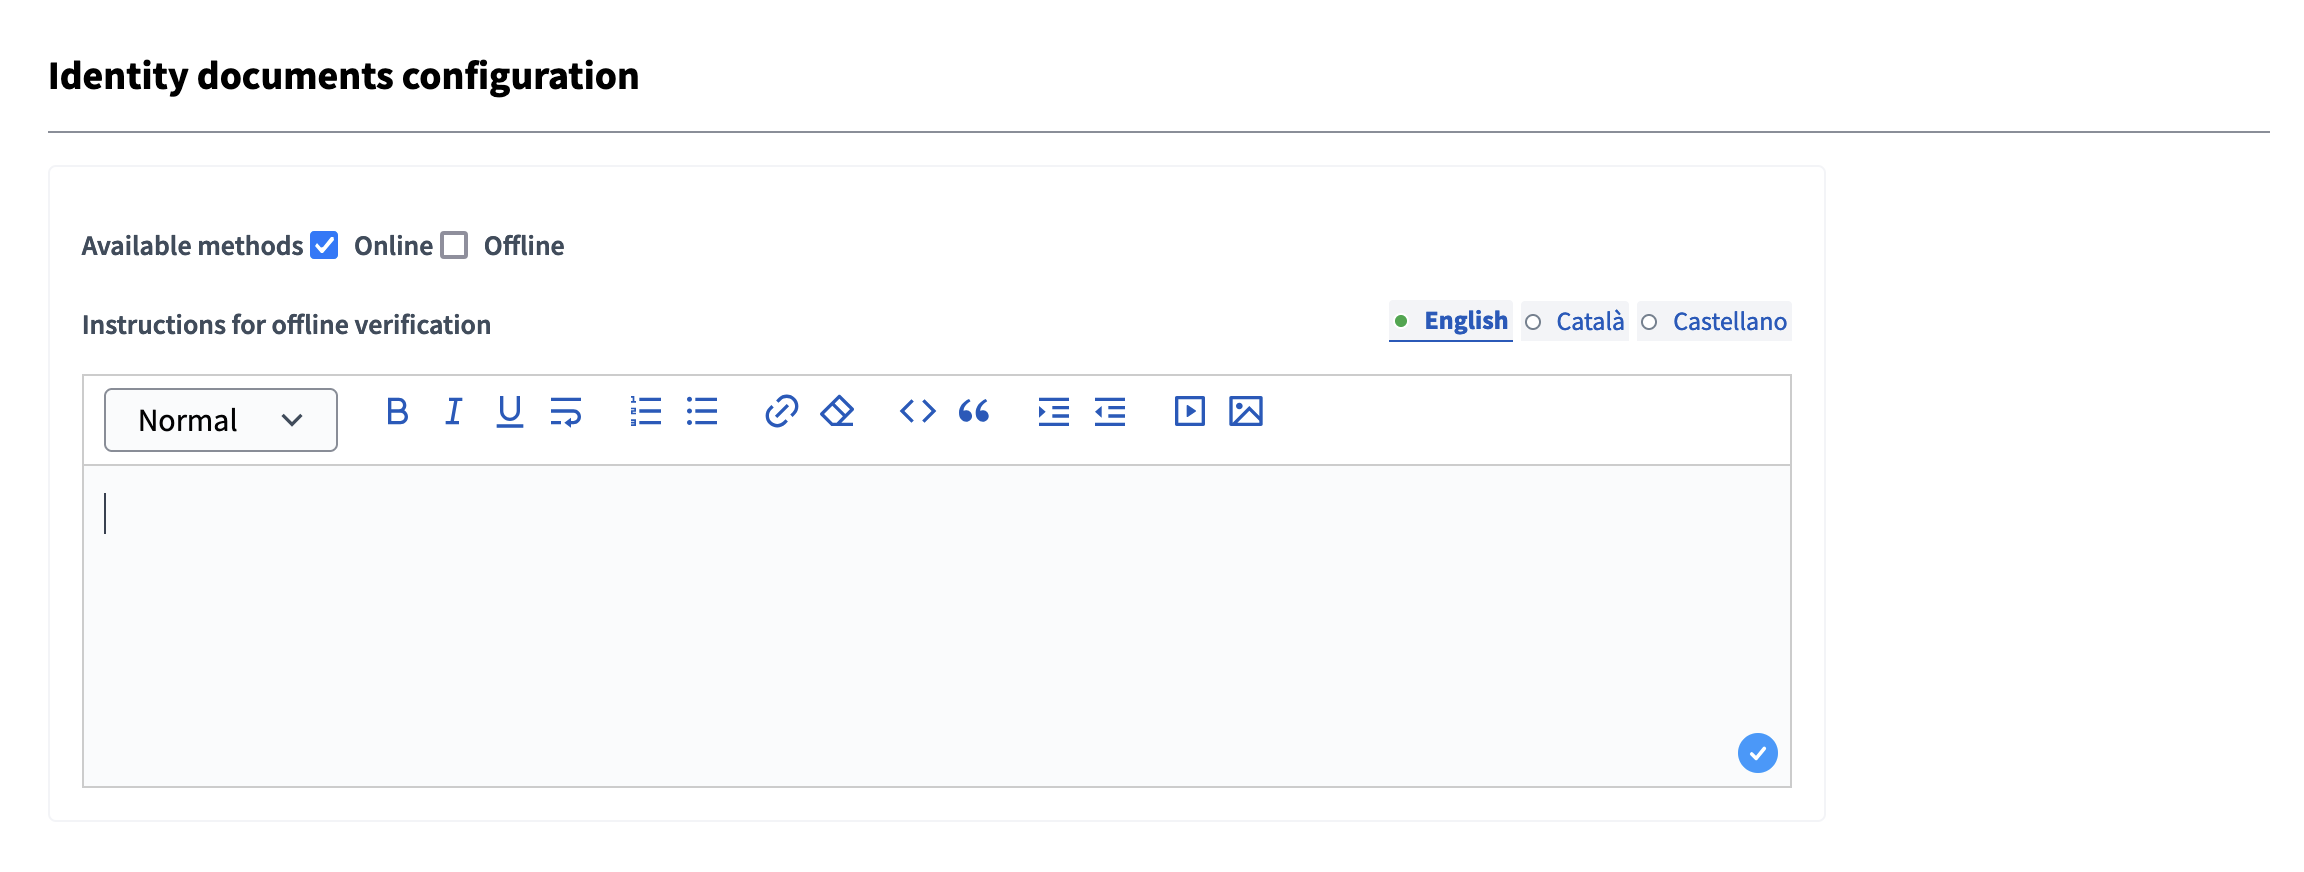 Identity documents configuration
Available methods Online Offline
Instructions for offline verification English Català Castellano
Normal